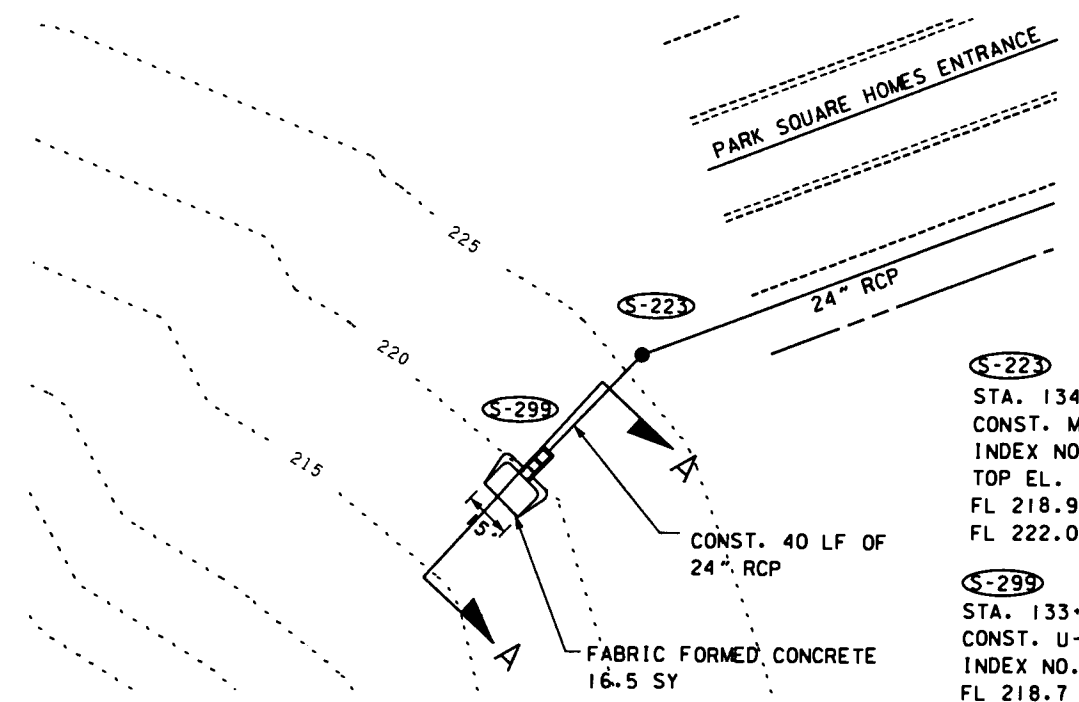 PARK SQUARE HOMES ENTRANCE
225
S-223
24" RCP
220
S-299
215
5'
A
CONST. 40 LF OF
24" RCP
A
FABRIC FORMED CONCRETE
16.5 SY
S-223
STA. 134
CONST. M
INDEX NO
TOP EL.
FL 218.9
FL 222.0
S-299
STA. 133+
CONST. U-
INDEX NO.
FL 218.7